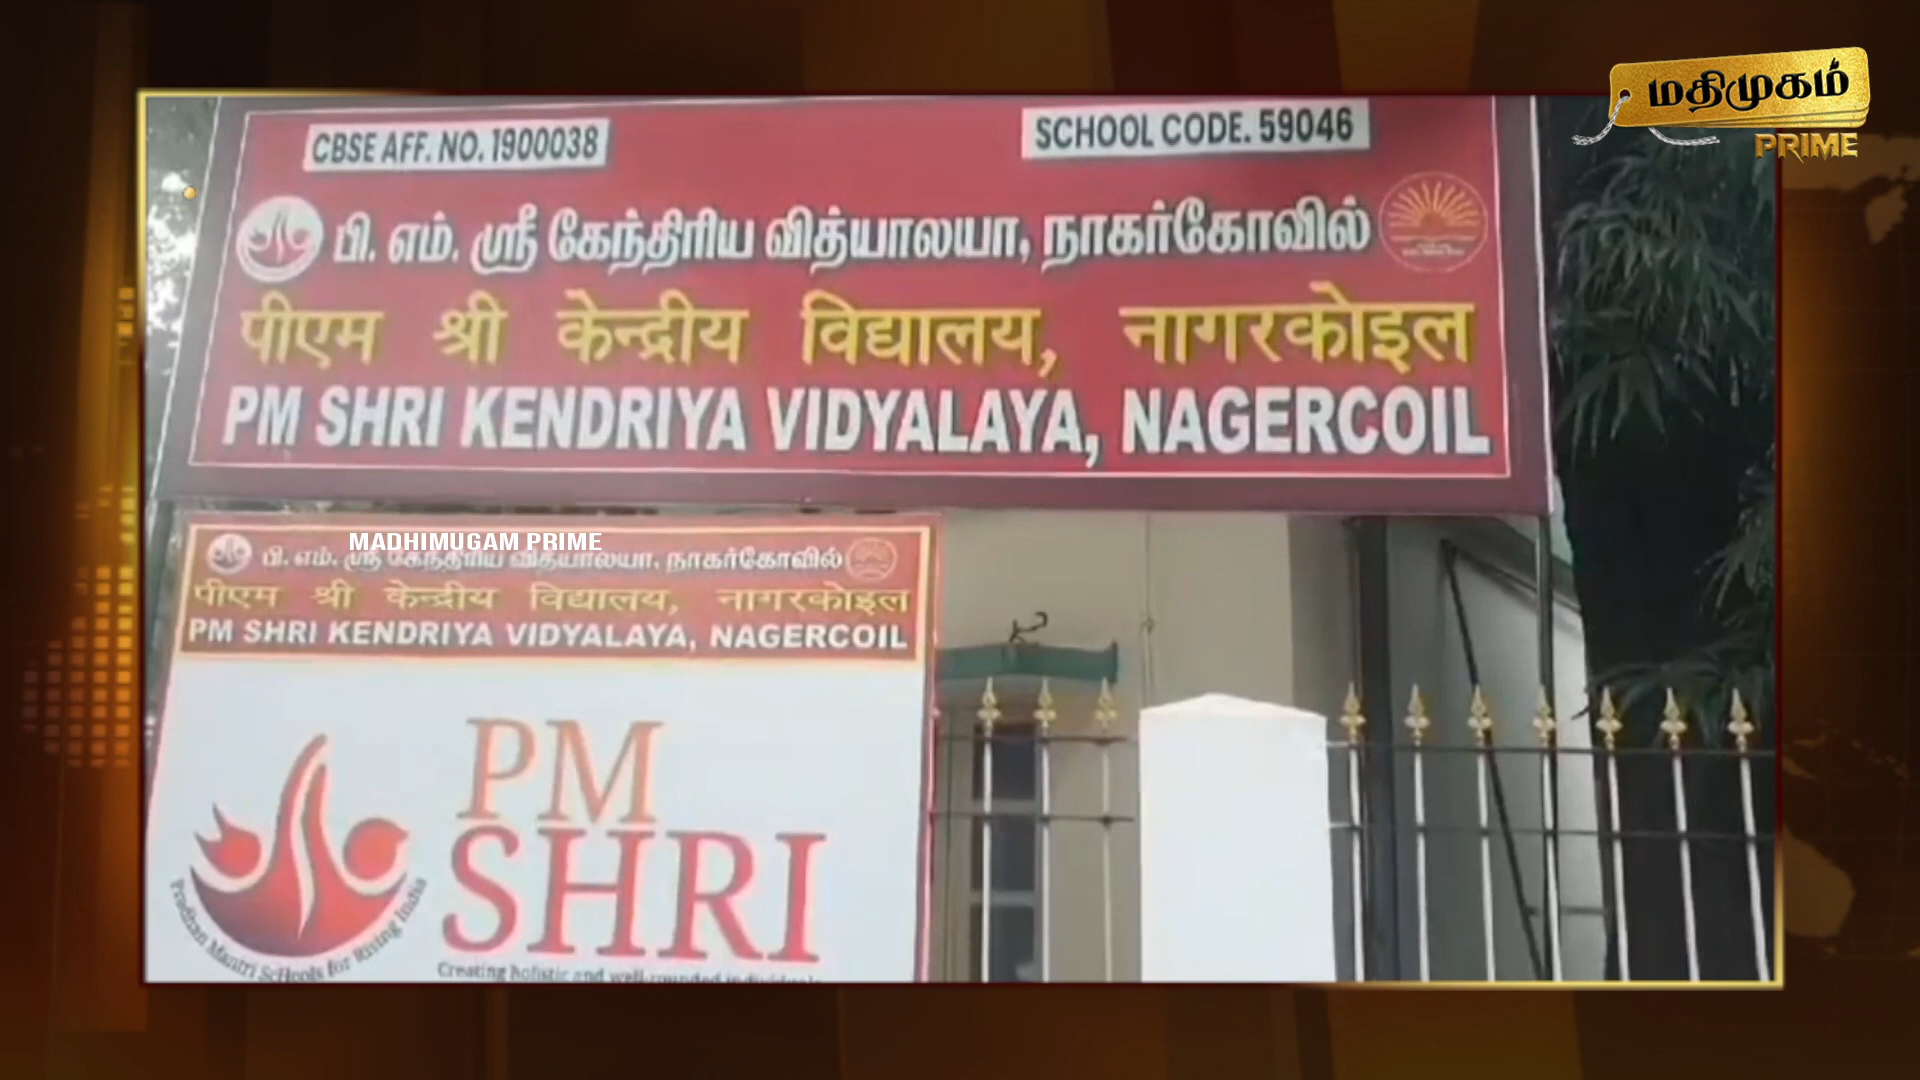 மதிமுகம்
PRIME
CBSE AFF. NO. 1900038
SCHOOL CODE. 59046
பி. எம். ஸ்ரீ கேந்திரிய வித்யாலயா, நாகர்கோவில்
पीएम श्री केन्द्रीय विद्यालय, नागरकोइल
PM SHRI KENDRIYA VIDYALAYA, NAGERCOIL
MADHIMUGAM PRIME
பி. எம். ஸ்ரீ கேந்திரிய வித்யாலயா, நாகர்கோவில்
पीएम श्री केन्द्रीय विद्यालय, नागरकोइल
PM SHRI KENDRIYA VIDYALAYA, NAGERCOIL
PM
SHRI
Pradhan Mantri ScHools for Rising India
Creating holistic and well-rounded individuals